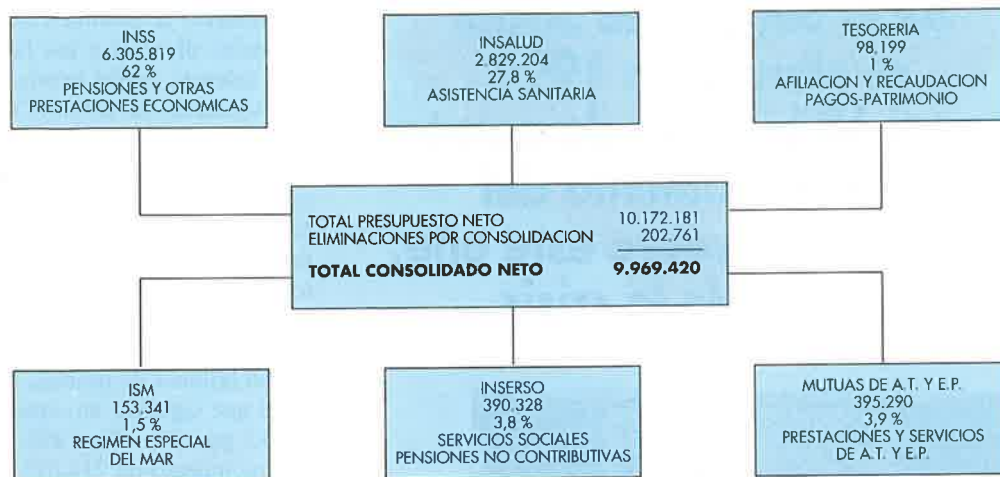 INSS
6.305.819
62 %
PENSIONES Y OTRAS
PRESTACIONES ECONOMICAS
INSALUD
2.829.204
27,8 %
ASISTENCIA SANITARIA
TESORERIA
98.199
1 %
AFILIACION Y RECAUDACION
PAGOS-PATRIMONIO
TOTAL PRESUPUESTO NETO 10.172.181
ELIMINACIONES POR CONSOLIDACION 202.761
TOTAL CONSOLIDADO NETO 9.969.420
ISM
153.341
1,5 %
REGIMEN ESPECIAL
DEL MAR
INSERSO
390.328
3,8 %
SERVICIOS SOCIALES
PENSIONES NO CONTRIBUTIVAS
MUTUAS DE A.T. Y E.P.
395.290
3,9 %
PRESTACIONES Y SERVICIOS
DE A.T. Y E.P.